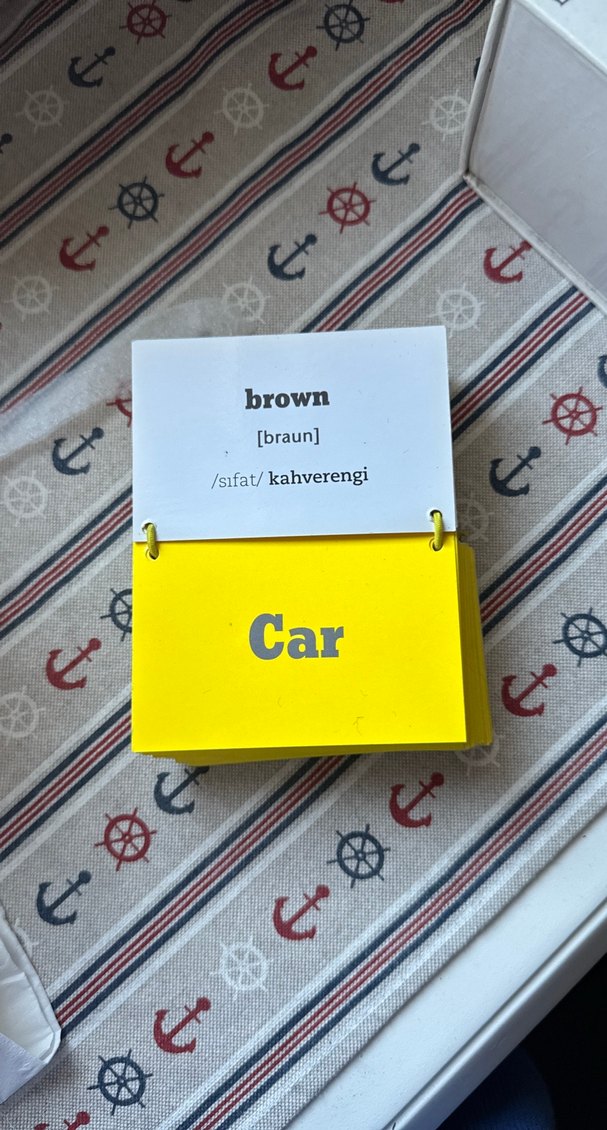 brown
[braun]
/sıfat/ kahverengi
Car